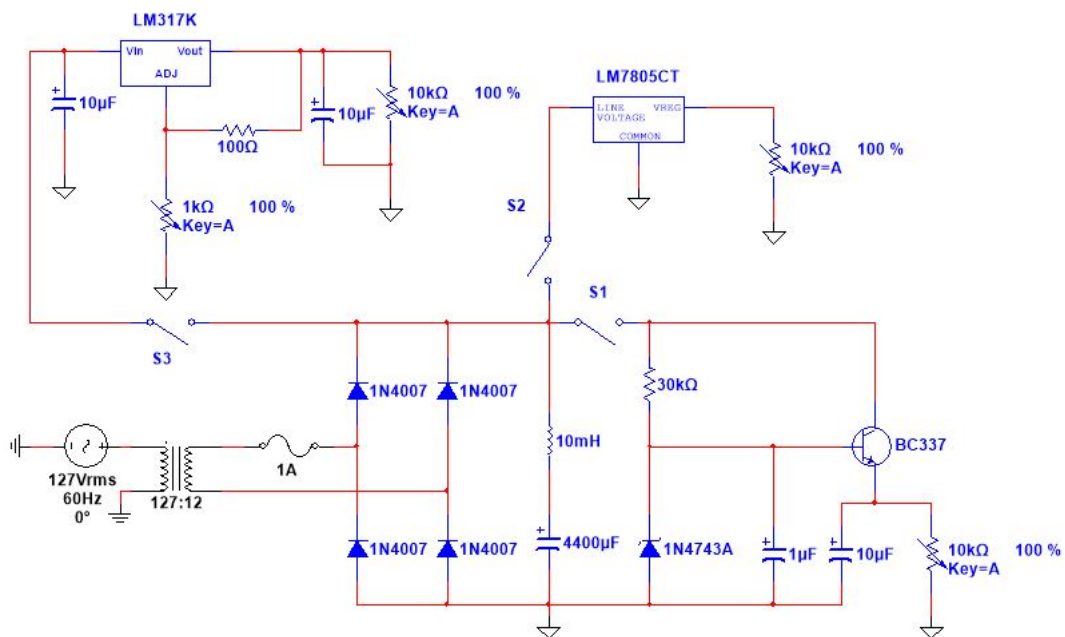 LM317K
Vin Vout
ADJ
10µF
100Ω
10µF
10kΩ 100 %
Key=A
1kΩ 100 %
Key=A
LM7805CT
LINE VREG
VOLTAGE
COMMON
10kΩ 100 %
Key=A
S2
S1
S3
1N4007
1N4007
30kΩ
10mH
BC337
127Vrms
60Hz
0°
127:12
1A
1N4007
1N4007
4400µF
1N4743A
1µF
10µF
10kΩ 100 %
Key=A